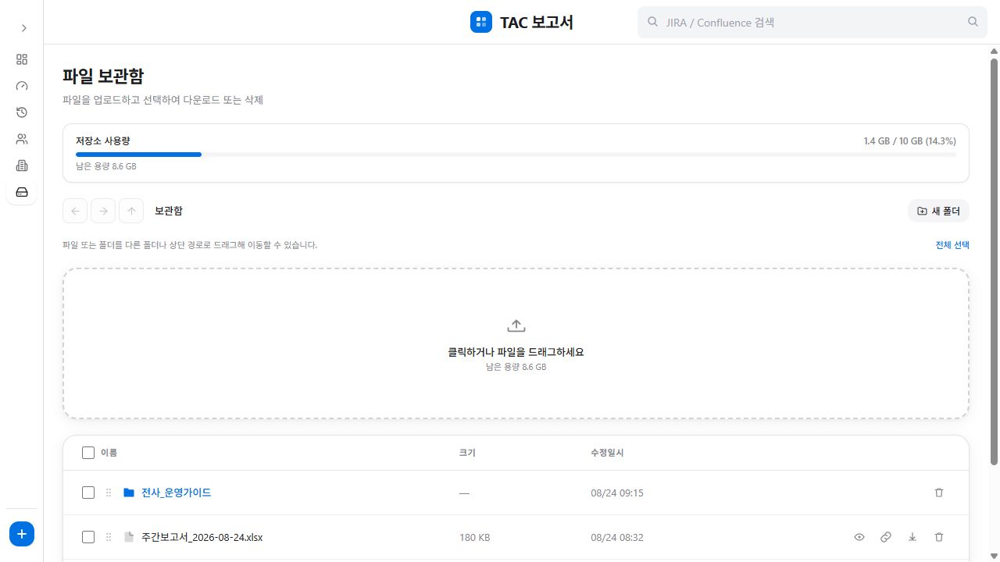 TAC 보고서
JIRA / Confluence 검색
파일 보관함
파일을 업로드하고 선택하여 다운로드 또는 삭제
저장소 사용량
1.4 GB / 10 GB (14.3%)
남은 용량 8.6 GB
보관함
새 폴더
파일 또는 폴더를 다른 폴더나 상단 경로로 드래그해 이동할 수 있습니다.
전체 선택
클릭하거나 파일을 드래그하세요
남은 용량 8.6 GB
이름 크기 수정일시
전사_운영가이드 — 08/24 09:15
주간보고서_2026-08-24.xlsx 180 KB 08/24 08:32